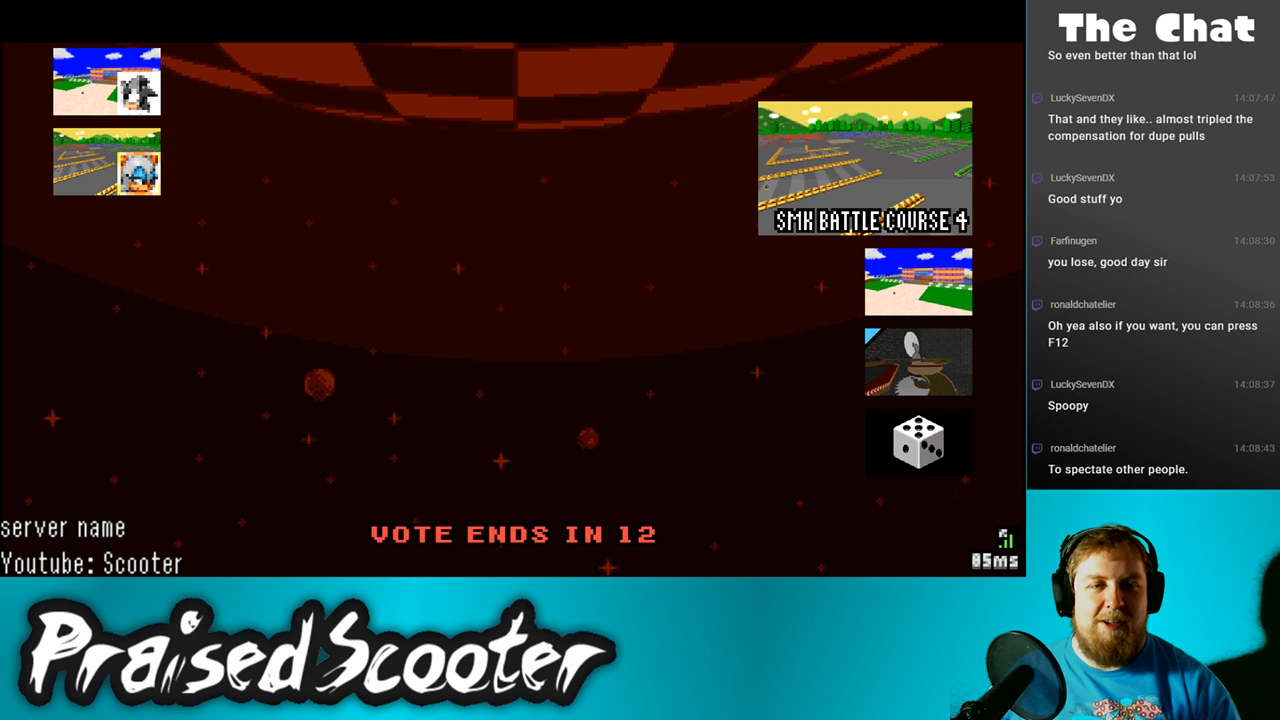 SMK BATTLE COURSE 4
VOTE ENDS IN 12
server name
Youtube: Scooter
85ms
PraisedScooter
The Chat
So even better than that lol
LuckySevenDX 14:07:47
That and they like.. almost tripled the
compensation for dupe pulls
LuckySevenDX 14:07:53
Good stuff yo
Farfinugen 14:08:30
you lose, good day sir
ronaldchatelier 14:08:36
Oh yea also if you want, you can press
F12
LuckySevenDX 14:08:37
Spoopy
ronaldchatelier 14:08:43
To spectate other people.